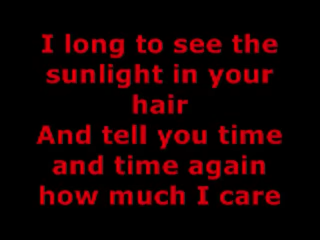 I long to see the
sunlight in your
hair
And tell you time
and time again
how much I care